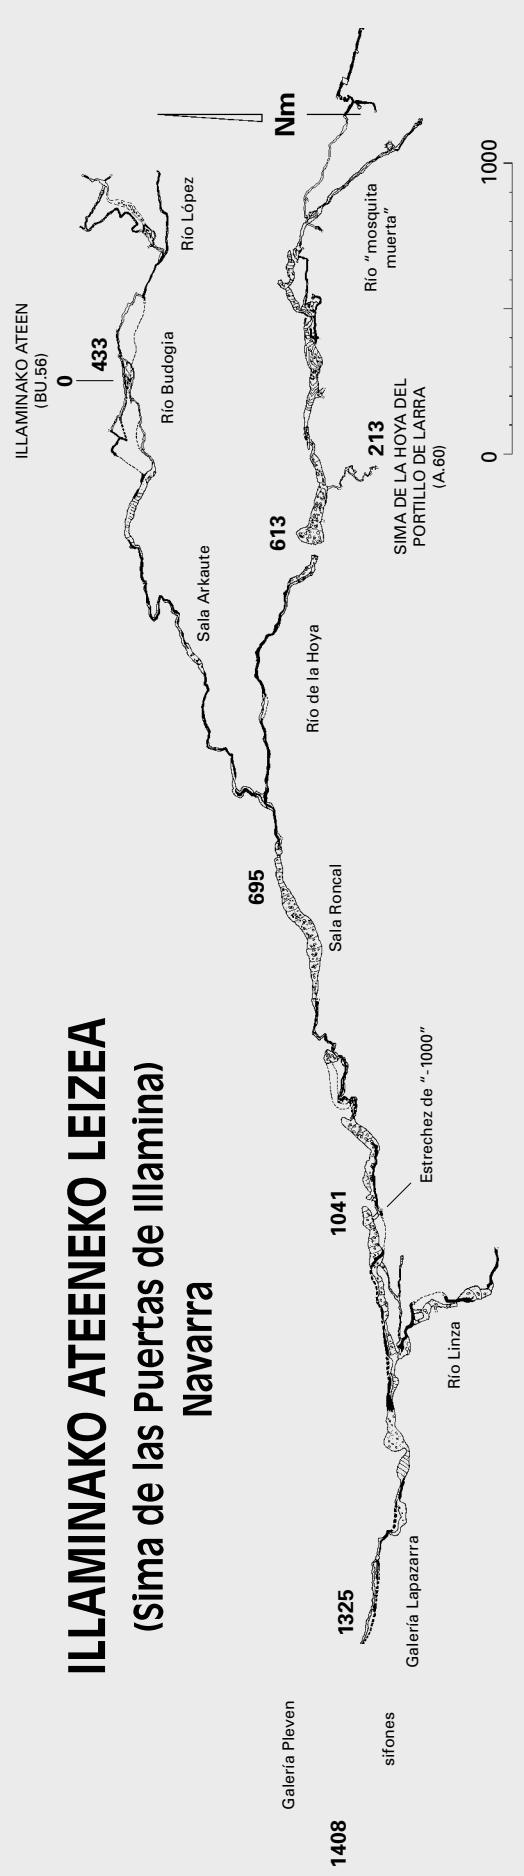 ILLAMINAKO ATEENEKO LEIZEA
(Sima de las Puertas de Illamina)
Navarra
ILLAMINAKO ATEEN
(BU.56)
0
433
Río López
Río Budogia
Sala Arkaute
Nm
Río “mosquita
muerta”
1000
0
213
SIMA DE LA HOYA DEL
PORTILLO DE LARRA
(A.60)
613
Río de la Hoya
695
Sala Roncal
Estrechez de “-1000”
1041
Río Linza
1325
Galería Lapazarra
Galería Pleven
sifones
1408